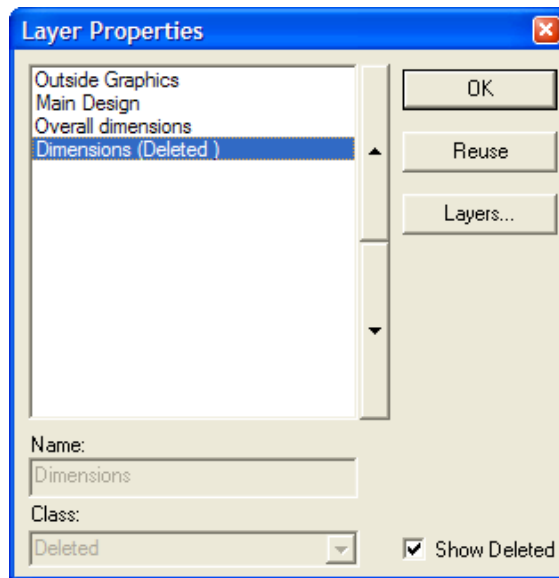 Layer Properties
Outside Graphics
Main Design
Overall dimensions
Dimensions (Deleted )
OK
Reuse
Layers...
Name:
Dimensions
Class:
Deleted
Show Deleted